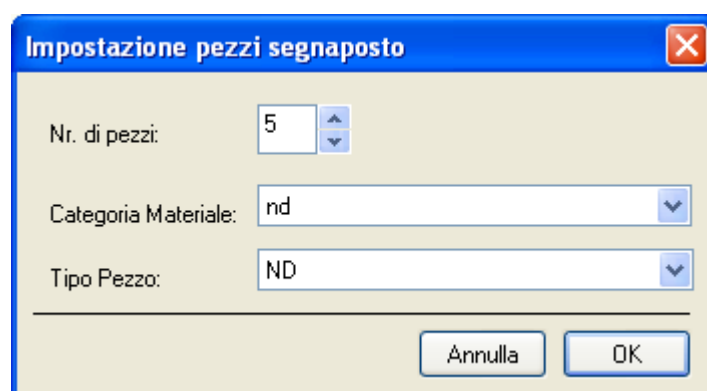 Impostazione pezzi segnaposto
Nr. di pezzi: 5
Categoria Materiale: nd
Tipo Pezzo: ND
Annulla OK